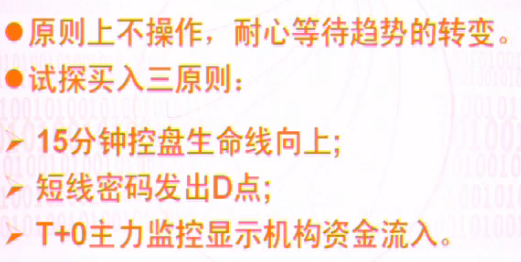 ●原则上不操作，耐心等待趋势的转变。
●试探买入三原则：
➢ 15分钟控盘生命线向上；
➢ 短线密码发出D点；
➢ T+0主力监控显示机构资金流入。